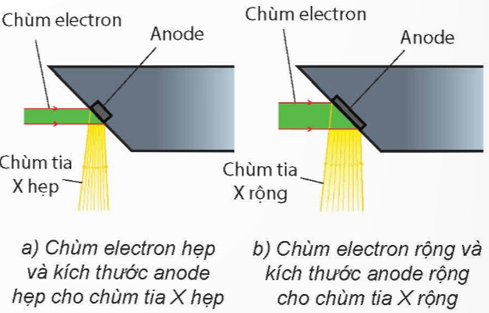 Chùm electron
Anode
Chùm tia
X hẹp
a) Chùm electron hẹp
và kích thước anode
hẹp cho chùm tia X hẹp
Chùm electron
Anode
Chùm tia
X rộng
b) Chùm electron rộng và
kích thước anode rộng
cho chùm tia X rộng